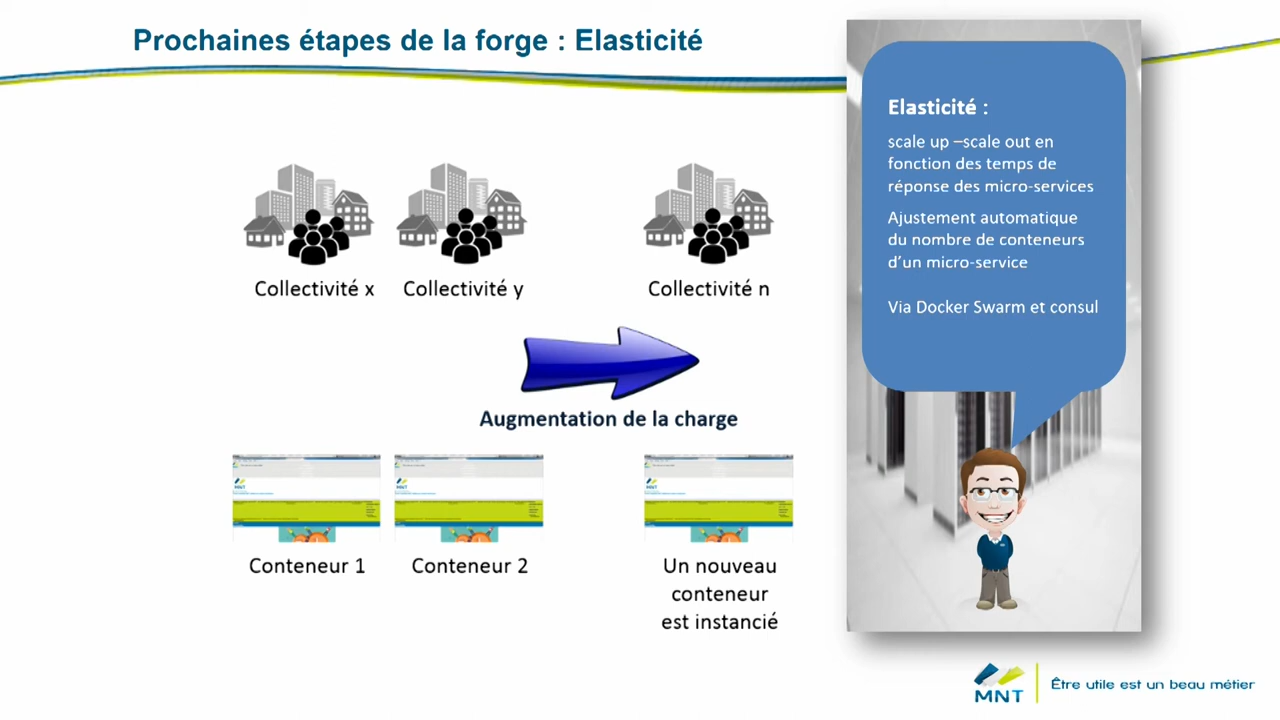 Prochaines étapes de la forge : Elasticité
Elasticité :
scale up –scale out en
fonction des temps de
réponse des micro-services
Ajustement automatique
du nombre de conteneurs
d’un micro-service
Via Docker Swarm et consul
Collectivité x
Collectivité y
Collectivité n
Augmentation de la charge
Conteneur 1
Conteneur 2
Un nouveau
conteneur
est instancié
MNT
Être utile est un beau métier